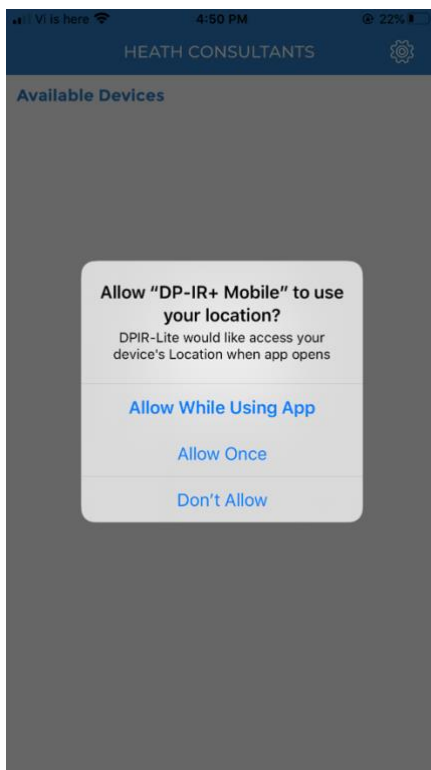 Vi is here 4:50 PM 22%
HEATH CONSULTANTS
Available Devices
Allow “DP-IR+ Mobile” to use
your location?
DPIR-Lite would like access your
device's Location when app opens
Allow While Using App
Allow Once
Don’t Allow